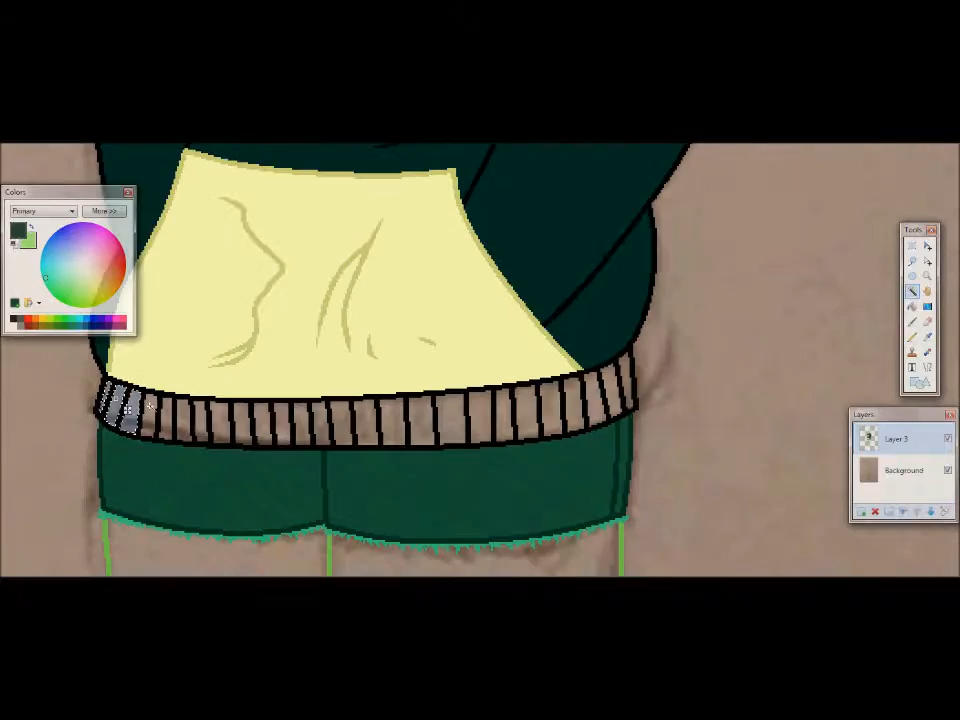 Colors
Primary
More >>
Tools
Layers
Layer 3
Background